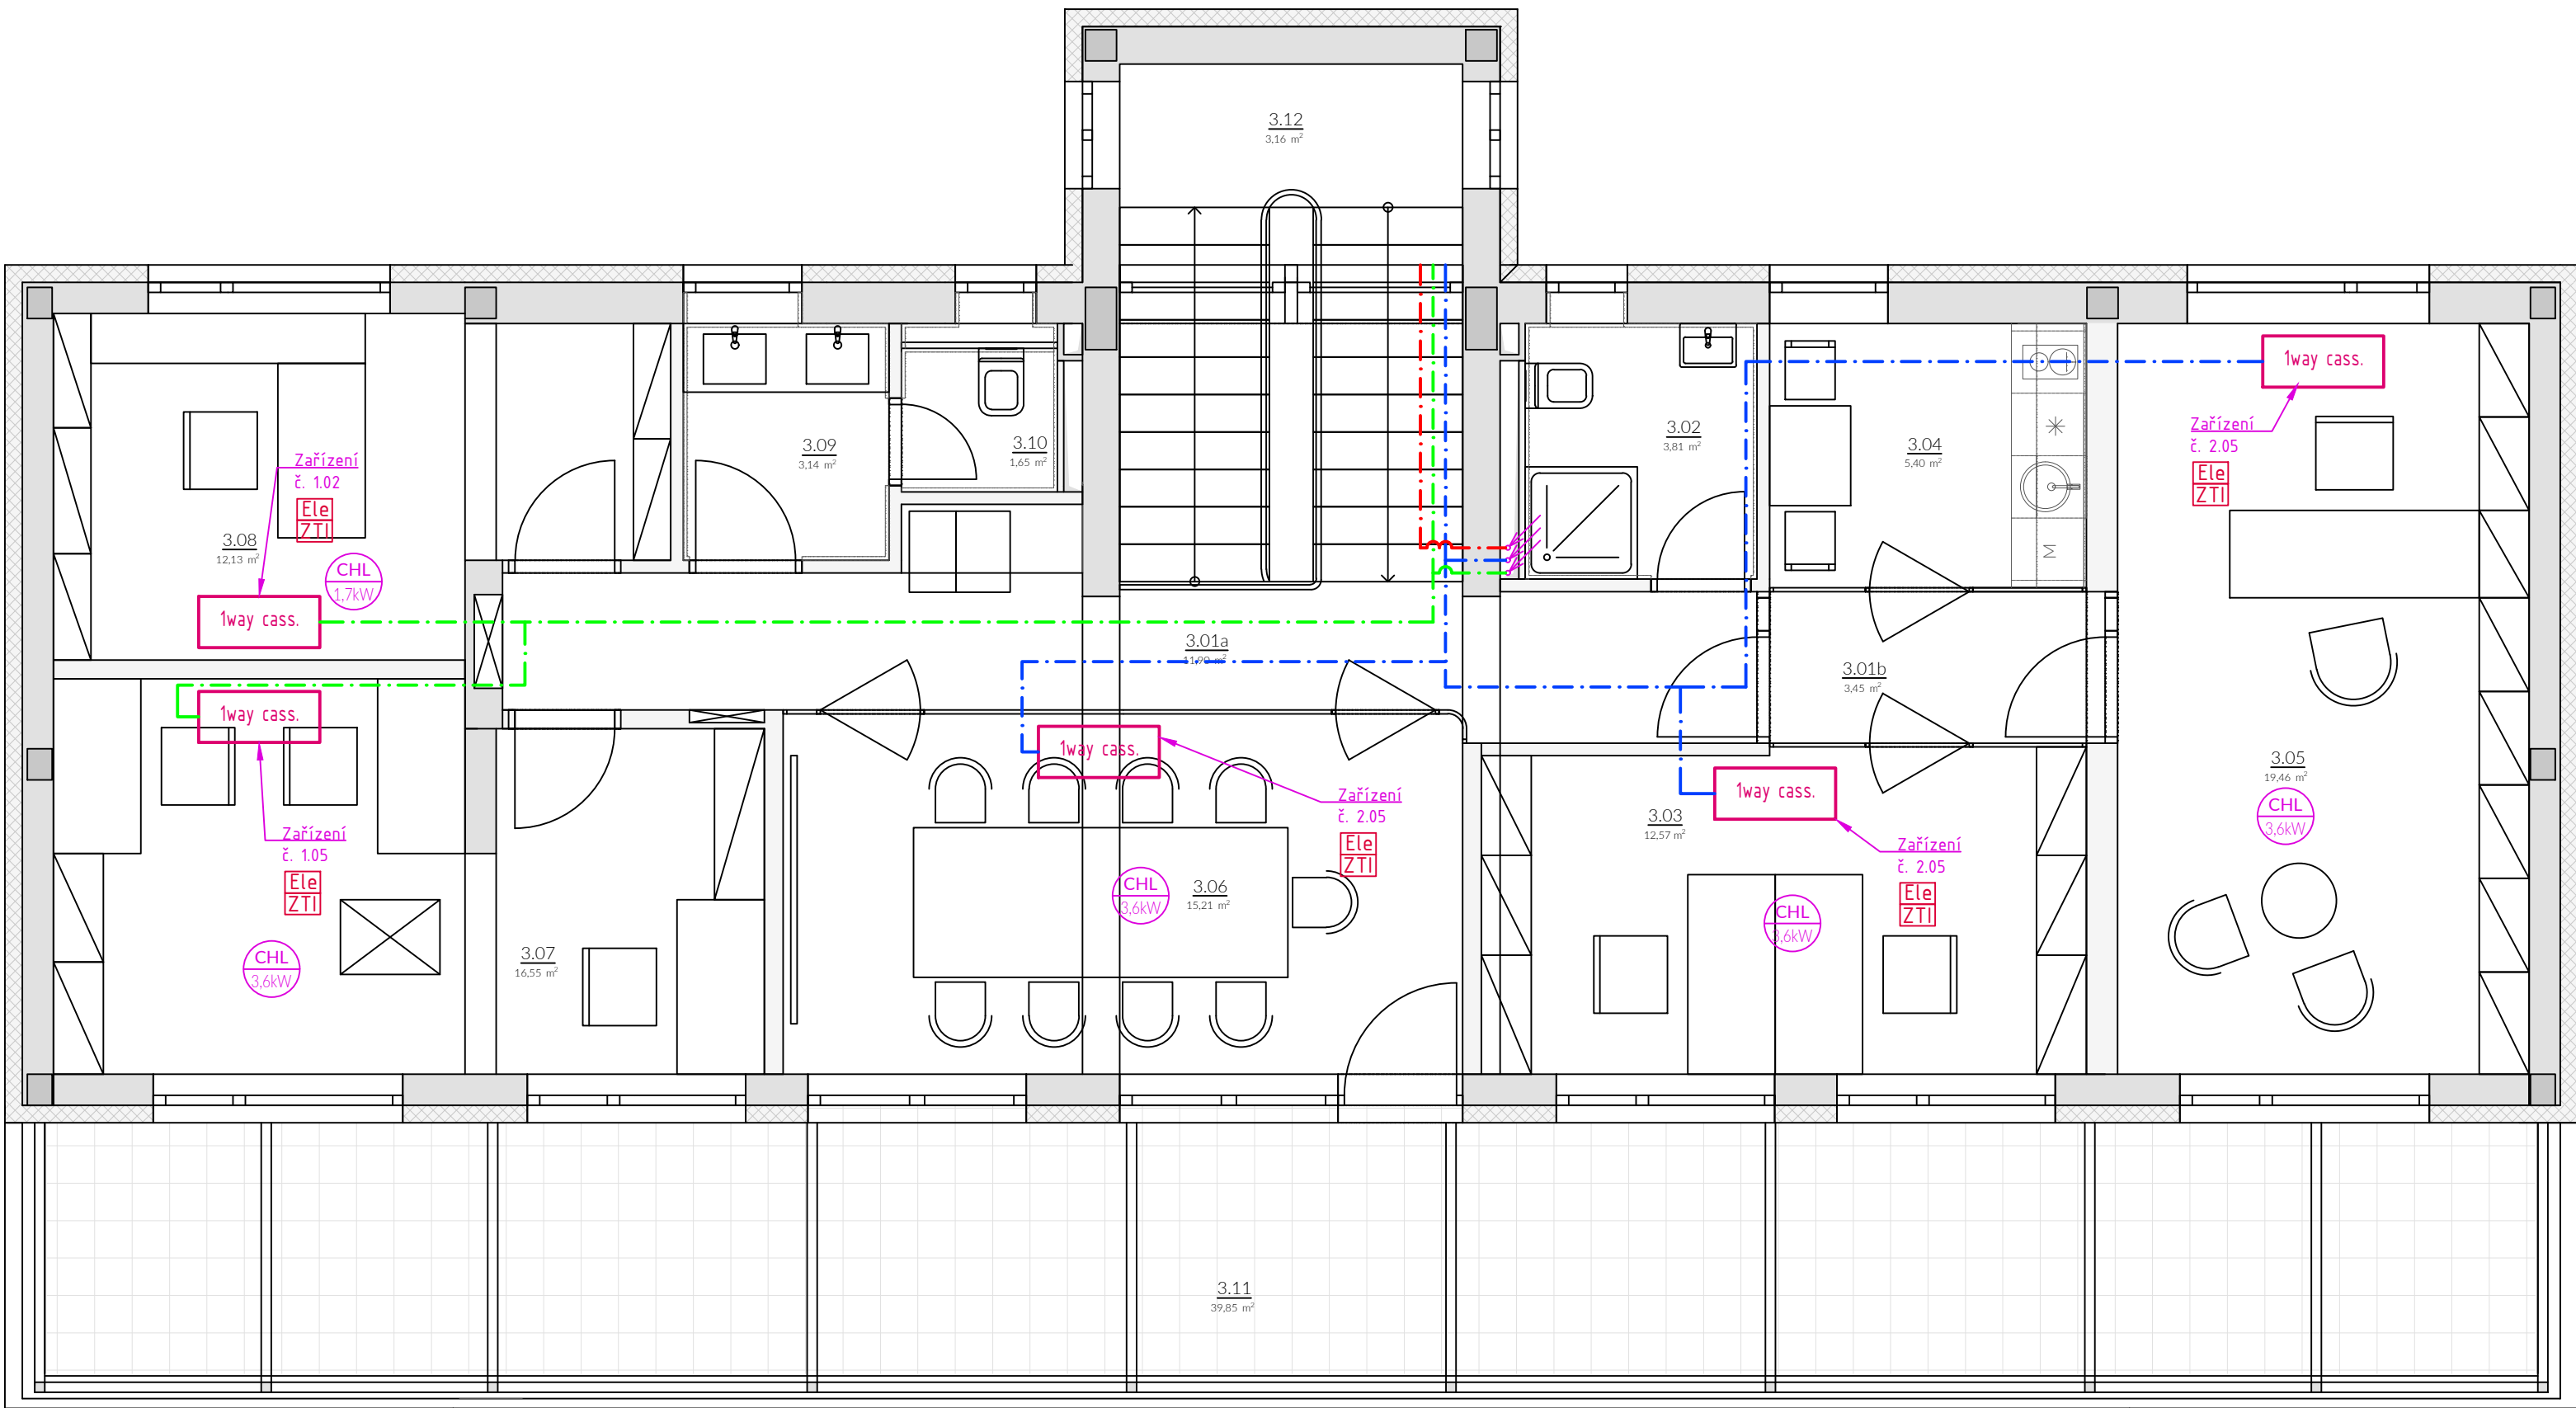 3.12
3,16 m²
3.09
3,14 m²
3.10
1,65 m²
3.02
3,81 m²
3.04
5,40 m²
M
1way cass.
Zařízení
č. 2.05
Ele
ZTI
Zařízení
č. 1.02
Ele
ZTI
3.08
12,13 m²
CHL
1,7kW
1way cass.
3.01a
11,90 m²
3.01b
3,45 m²
1way cass.
1way cass.
Zařízení
č. 2.05
Ele
ZTI
1way cass.
3.03
12,57 m²
Zařízení
č. 2.05
Ele
ZTI
3.05
19,46 m²
CHL
3,6kW
Zařízení
č. 1.05
Ele
ZTI
CHL
3,6kW
3.07
16,55 m²
CHL
3,6kW
3.06
15,21 m²
CHL
3,6kW
3.11
39,85 m²